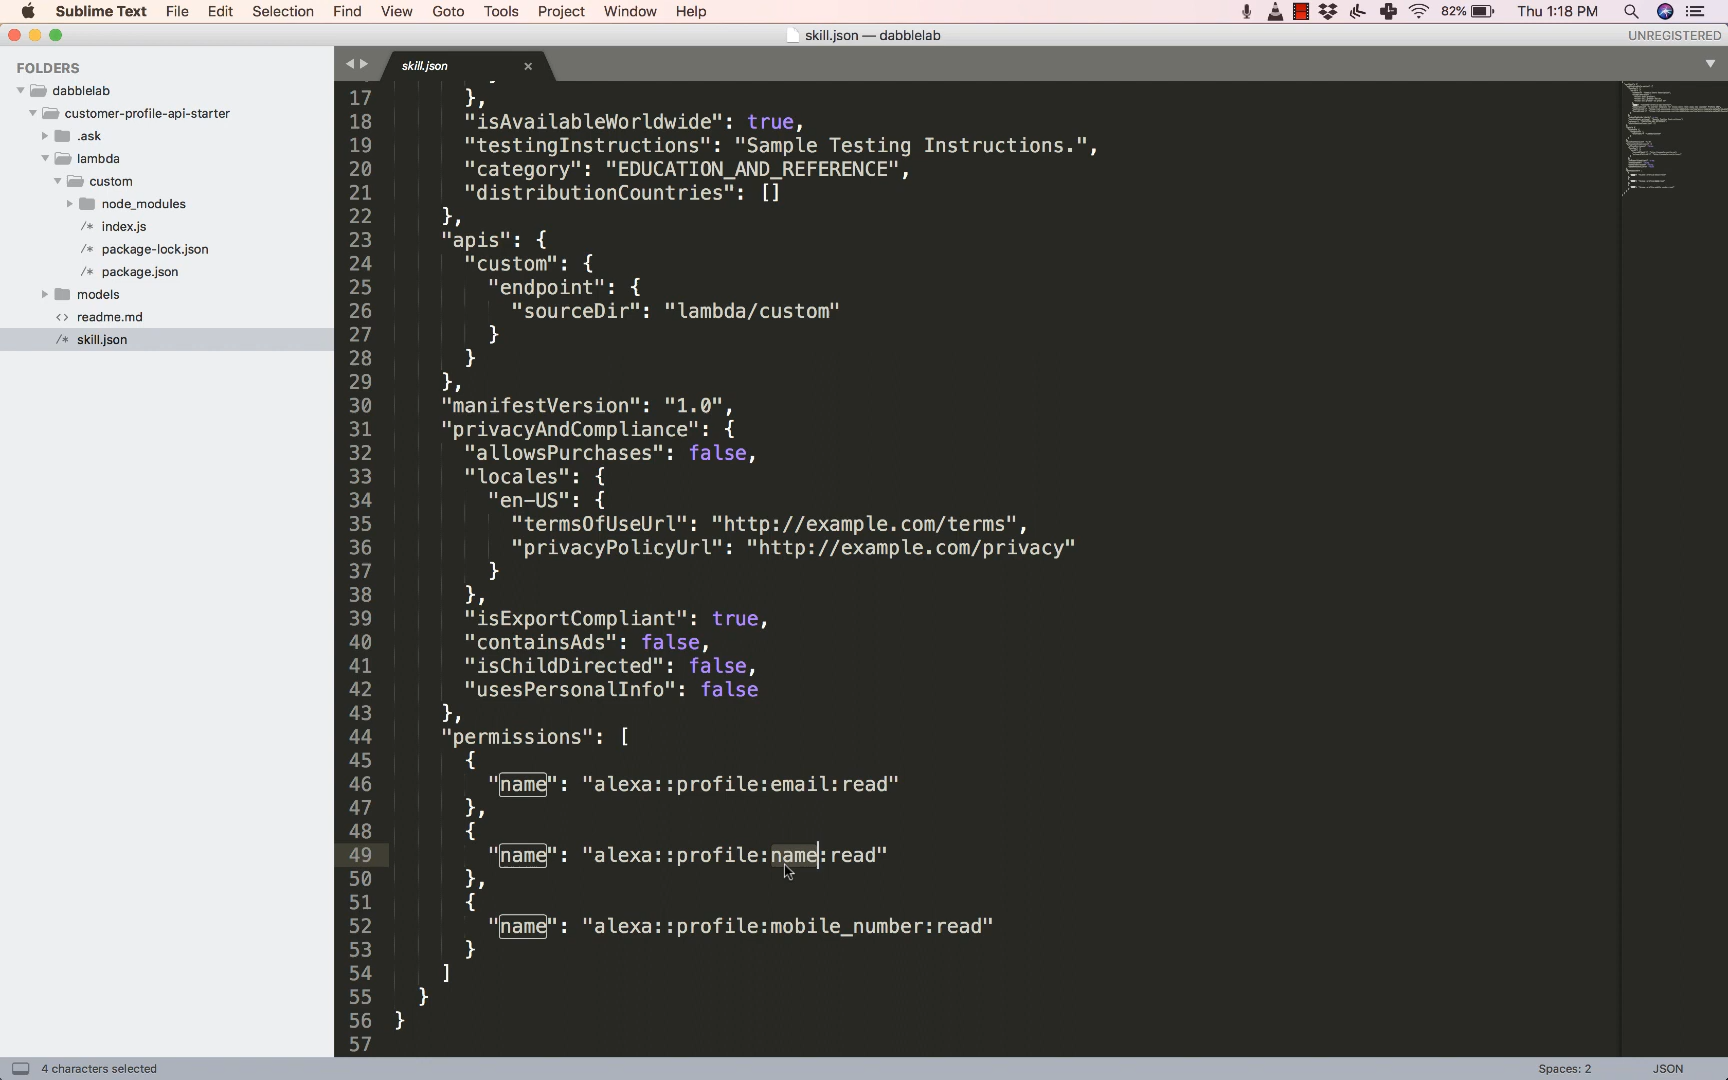 Sublime Text File Edit Selection Find View Goto Tools Project Window Help 82% Thu 1:18 PM
skill.json — dabblelab UNREGISTERED
FOLDERS
dabblelab
customer-profile-api-starter
.ask
lambda
custom
node_modules
/* index.js
/* package-lock.json
/* package.json
models
<> readme.md
/* skill.json
skill.json ×
17 },
18 "isAvailableWorldwide": true,
19 "testingInstructions": "Sample Testing Instructions.",
20 "category": "EDUCATION_AND_REFERENCE",
21 "distributionCountries": []
22 },
23 "apis": {
24 "custom": {
25 "endpoint": {
26 "sourceDir": "lambda/custom"
27 }
28 }
29 },
30 "manifestVersion": "1.0",
31 "privacyAndCompliance": {
32 "allowsPurchases": false,
33 "locales": {
34 "en-US": {
35 "termsOfUseUrl": "http://example.com/terms",
36 "privacyPolicyUrl": "http://example.com/privacy"
37 }
38 },
39 "isExportCompliant": true,
40 "containsAds": false,
41 "isChildDirected": false,
42 "usesPersonalInfo": false
43 },
44 "permissions": [
45 {
46 "name": "alexa::profile:email:read"
47 },
48 {
49 "name": "alexa::profile:name:read"
50 },
51 {
52 "name": "alexa::profile:mobile_number:read"
53 }
54 ]
55 }
56 }
57
4 characters selected Spaces: 2 JSON